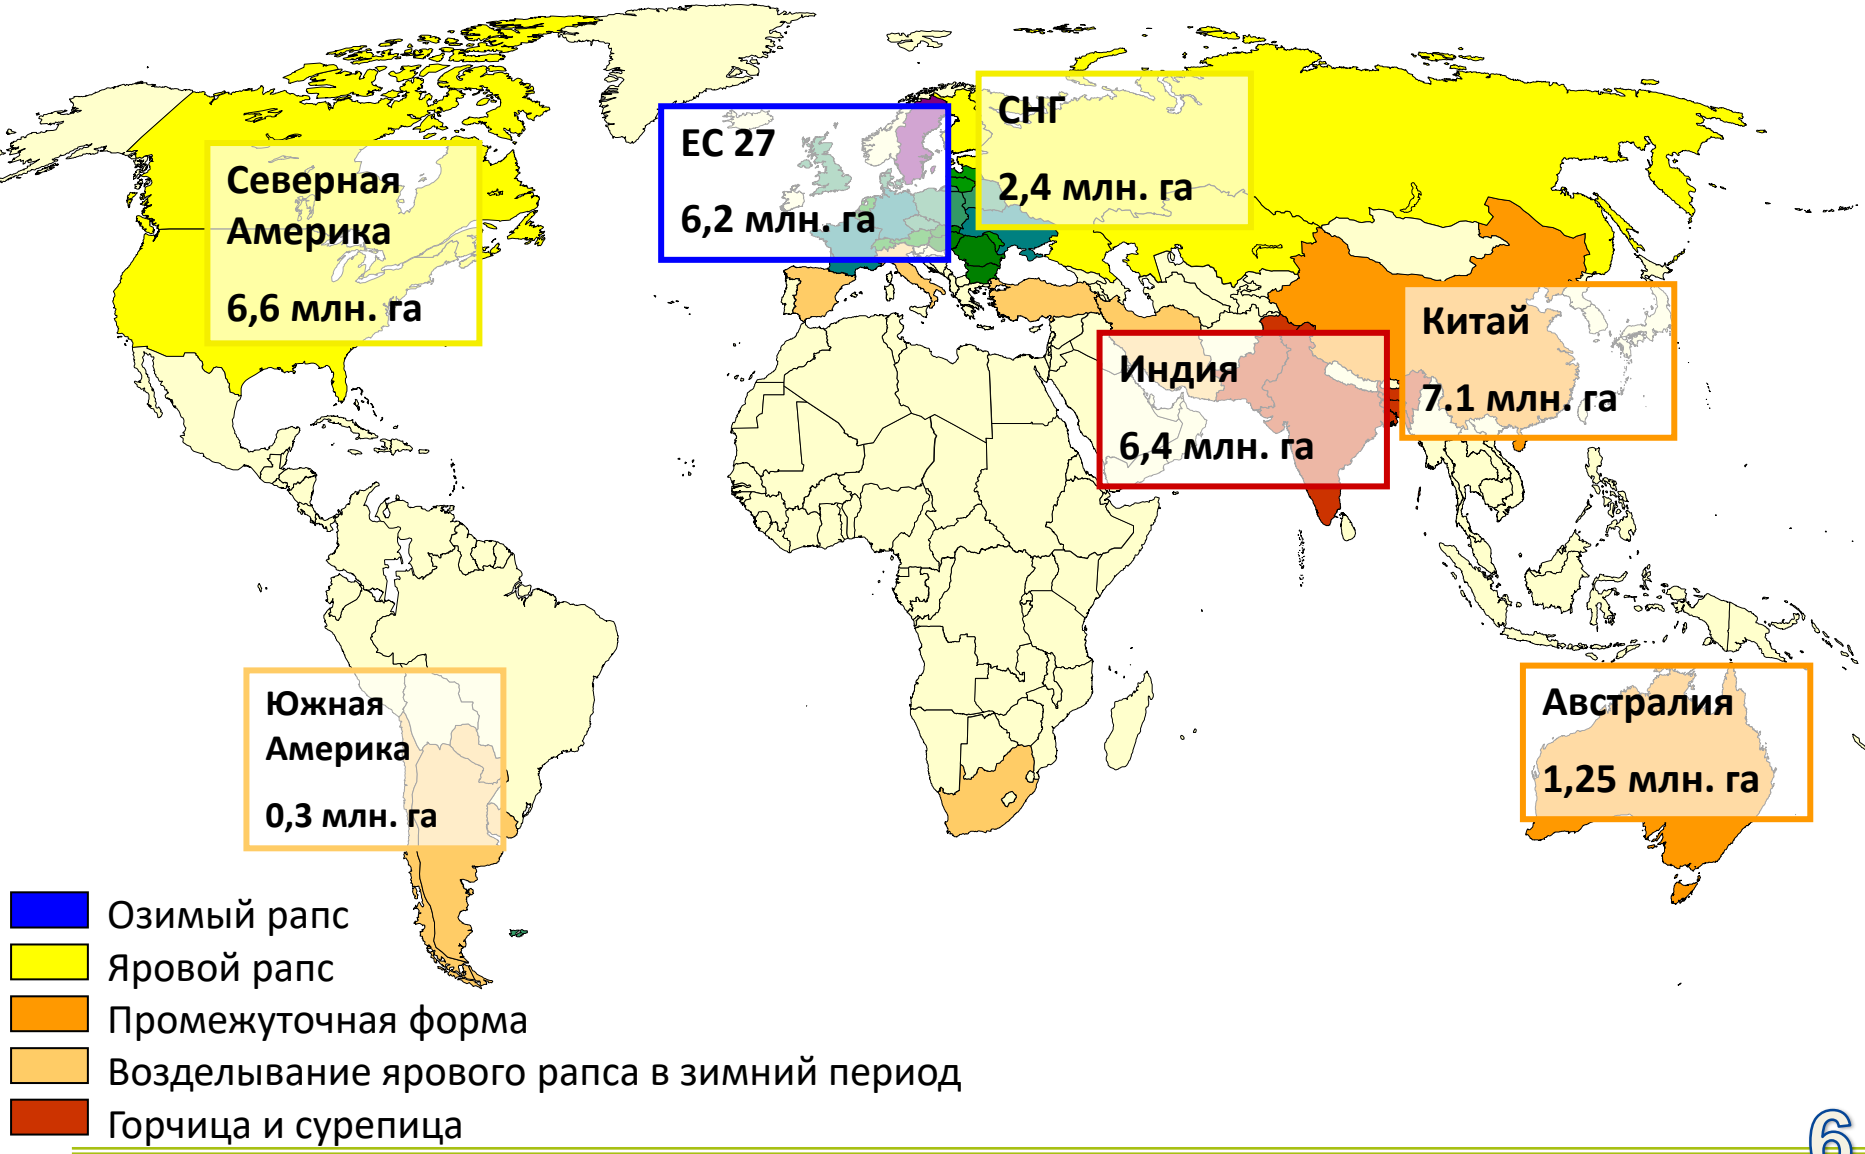 СНГ
2,4 млн. га
ЕС 27
6,2 млн. га
Северная
Америка
6,6 млн. га
Китай
7.1 млн. га
Индия
6,4 млн. га
Южная
Америка
0,3 млн. га
Австралия
1,25 млн. га
Озимый рапс
Яровой рапс
Промежуточная форма
Возделывание ярового рапса в зимний период
Горчица и сурепица
6